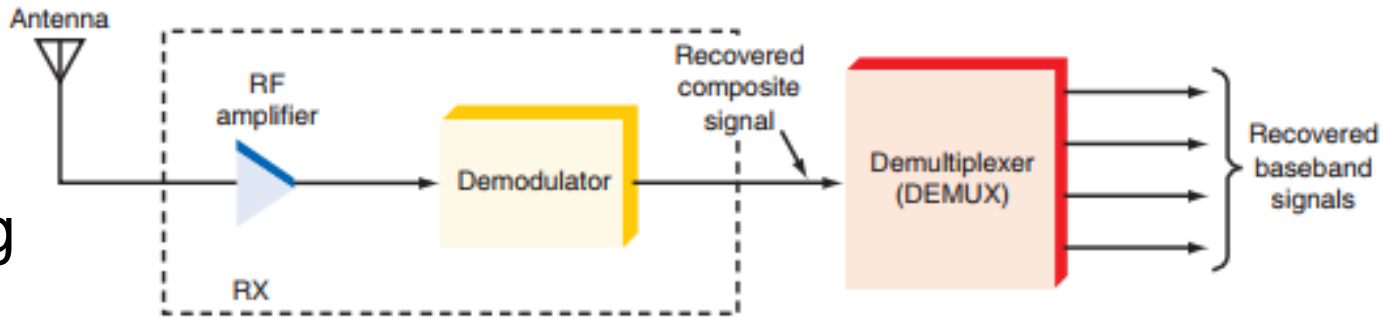 Antenna
RF
amplifier
Demodulator
RX
Recovered
composite
signal
Demultiplexer
(DEMUX)
Recovered
baseband
signals
g